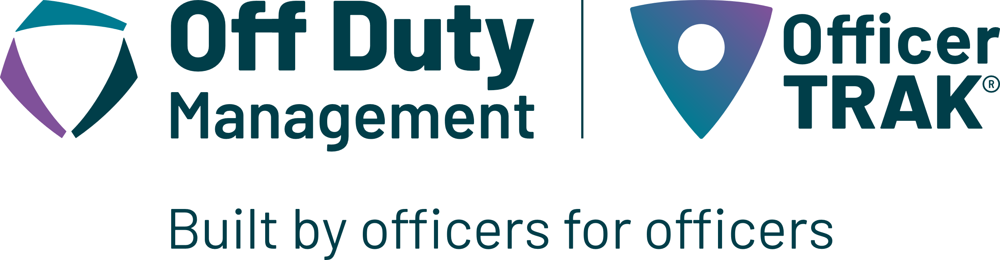 Off Duty
Management
Officer
TRAK®
Built by officers for officers